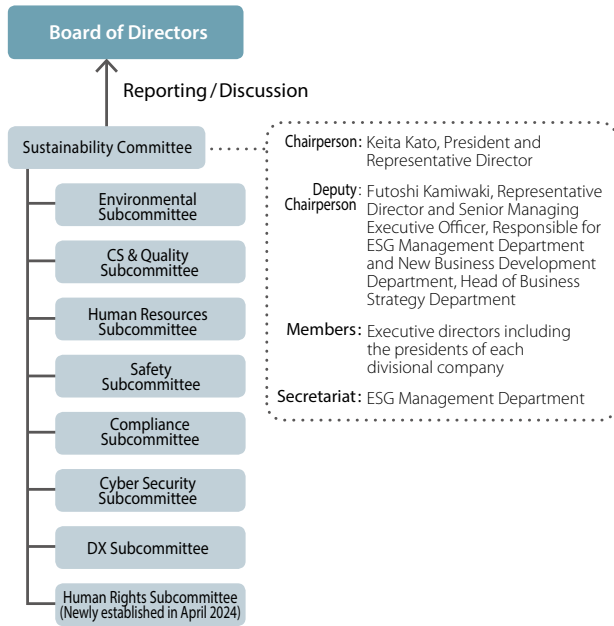 Board of Directors
Reporting/Discussion
Sustainability Committee
Environmental
Subcommittee
CS & Quality
Subcommittee
Human Resources
Subcommittee
Safety
Subcommittee
Compliance
Subcommittee
Cyber Security
Subcommittee
DX Subcommittee
Human Rights Subcommittee
(Newly established in April 2024)
Chairperson: Keita Kato, President and
Representative Director
Deputy Chairperson: Futoshi Kamiwaki, Representative
Director and Senior Managing
Executive Officer, Responsible for
ESG Management Department
and New Business Development
Department, Head of Business
Strategy Department
Members: Executive directors including
the presidents of each
divisional company
Secretariat: ESG Management Department